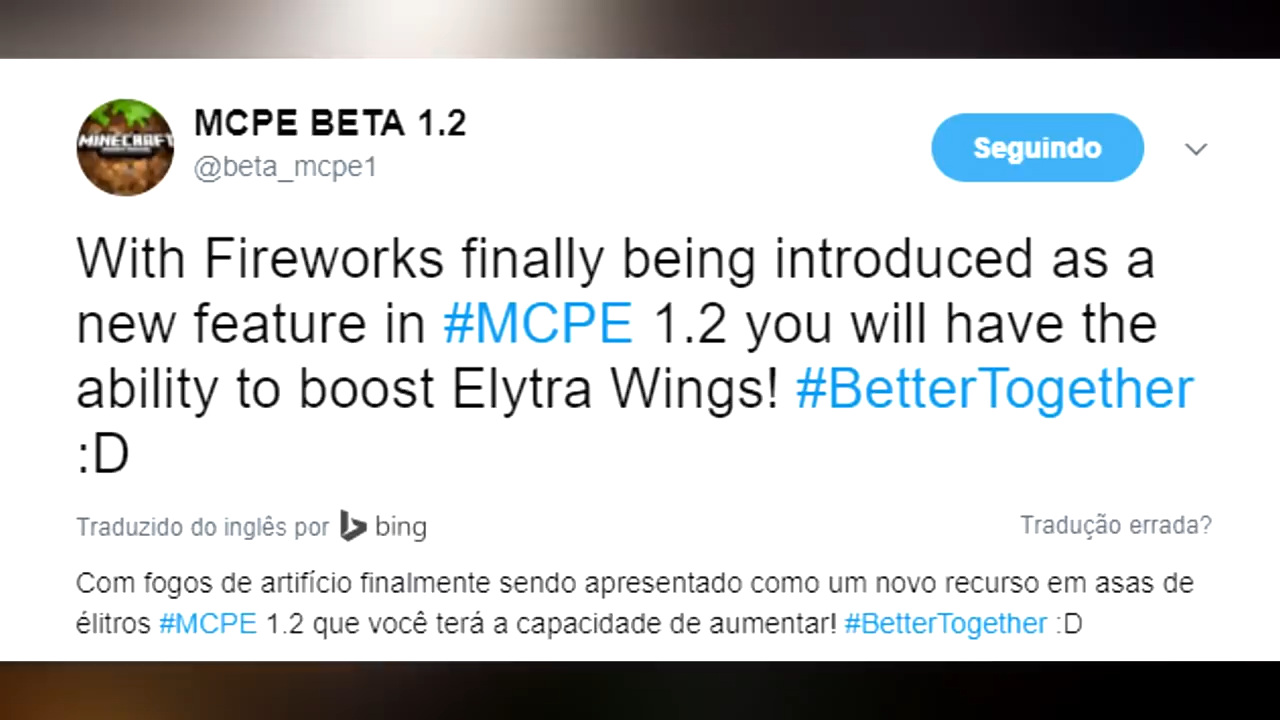 MINECRAFT
MCPE BETA 1.2
@beta_mcpe1
Seguindo
With Fireworks finally being introduced as a
new feature in #MCPE 1.2 you will have the
ability to boost Elytra Wings! #BetterTogether
:D
Traduzido do inglês por bing
Tradução errada?
Com fogos de artifício finalmente sendo apresentado como um novo recurso em asas de
élitros #MCPE 1.2 que você terá a capacidade de aumentar! #BetterTogether :D